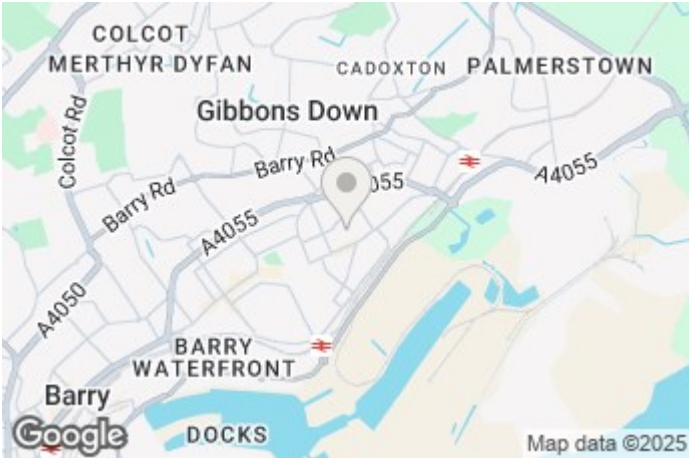 COLCOT
MERTHYR DYFAN
CADOXTON
PALMERSTOWN
Gibbons Down
Colcot Rd
Barry Rd
A4055
055
Barry Rd
A4055
A4050
BARRY
WATERFRONT
Barry
DOCKS
Google
Map data ©2025